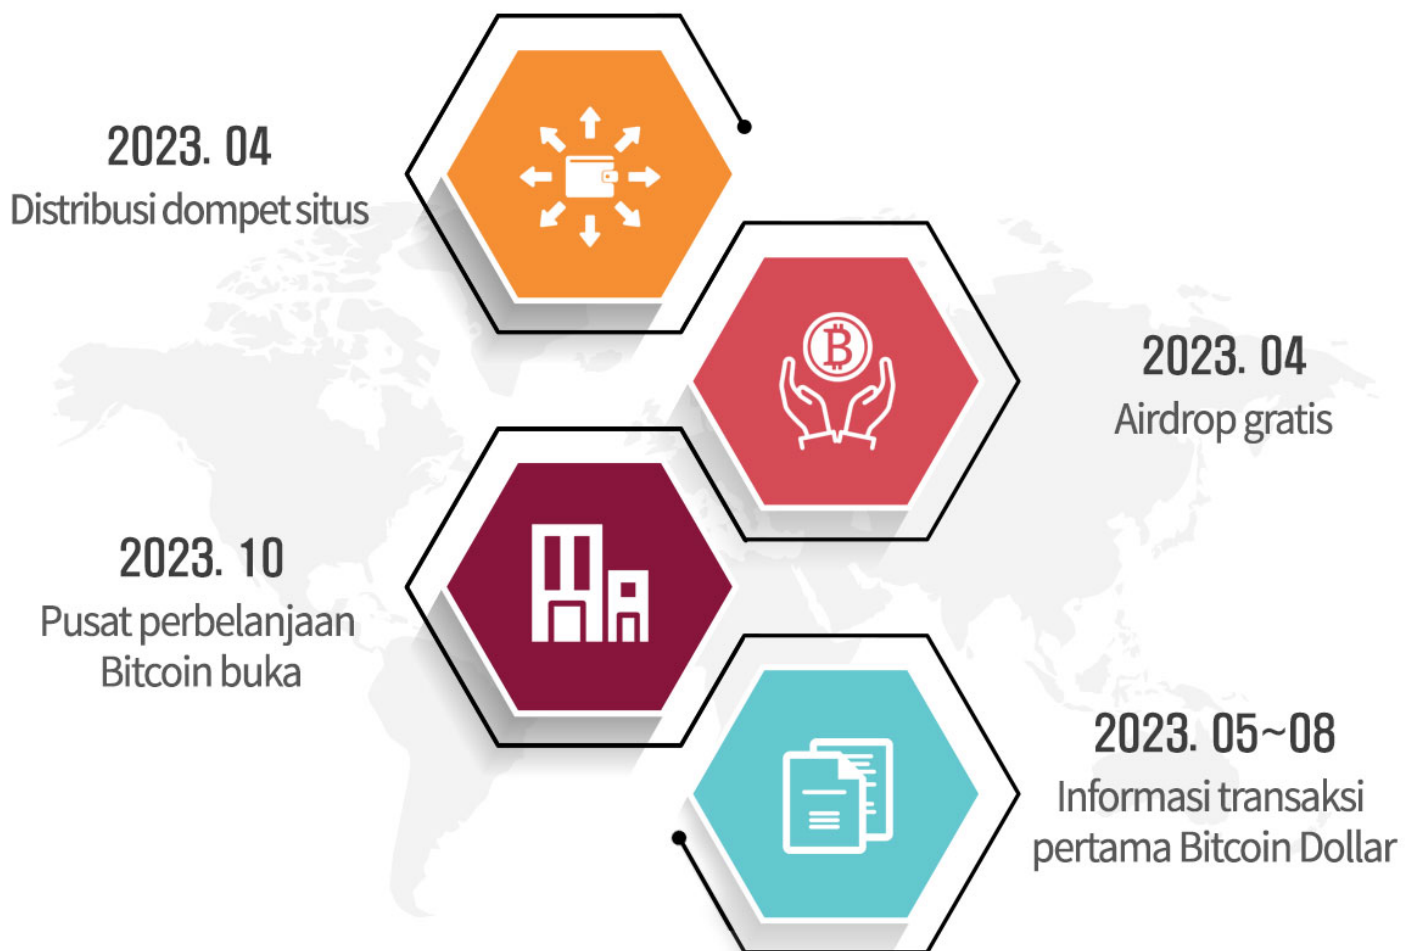 2023. 04
Distribusi dompet situs
2023. 04
Airdrop gratis
2023. 10
Pusat perbelanjaan
Bitcoin buka
2023. 05~08
Informasi transaksi
pertama Bitcoin Dollar